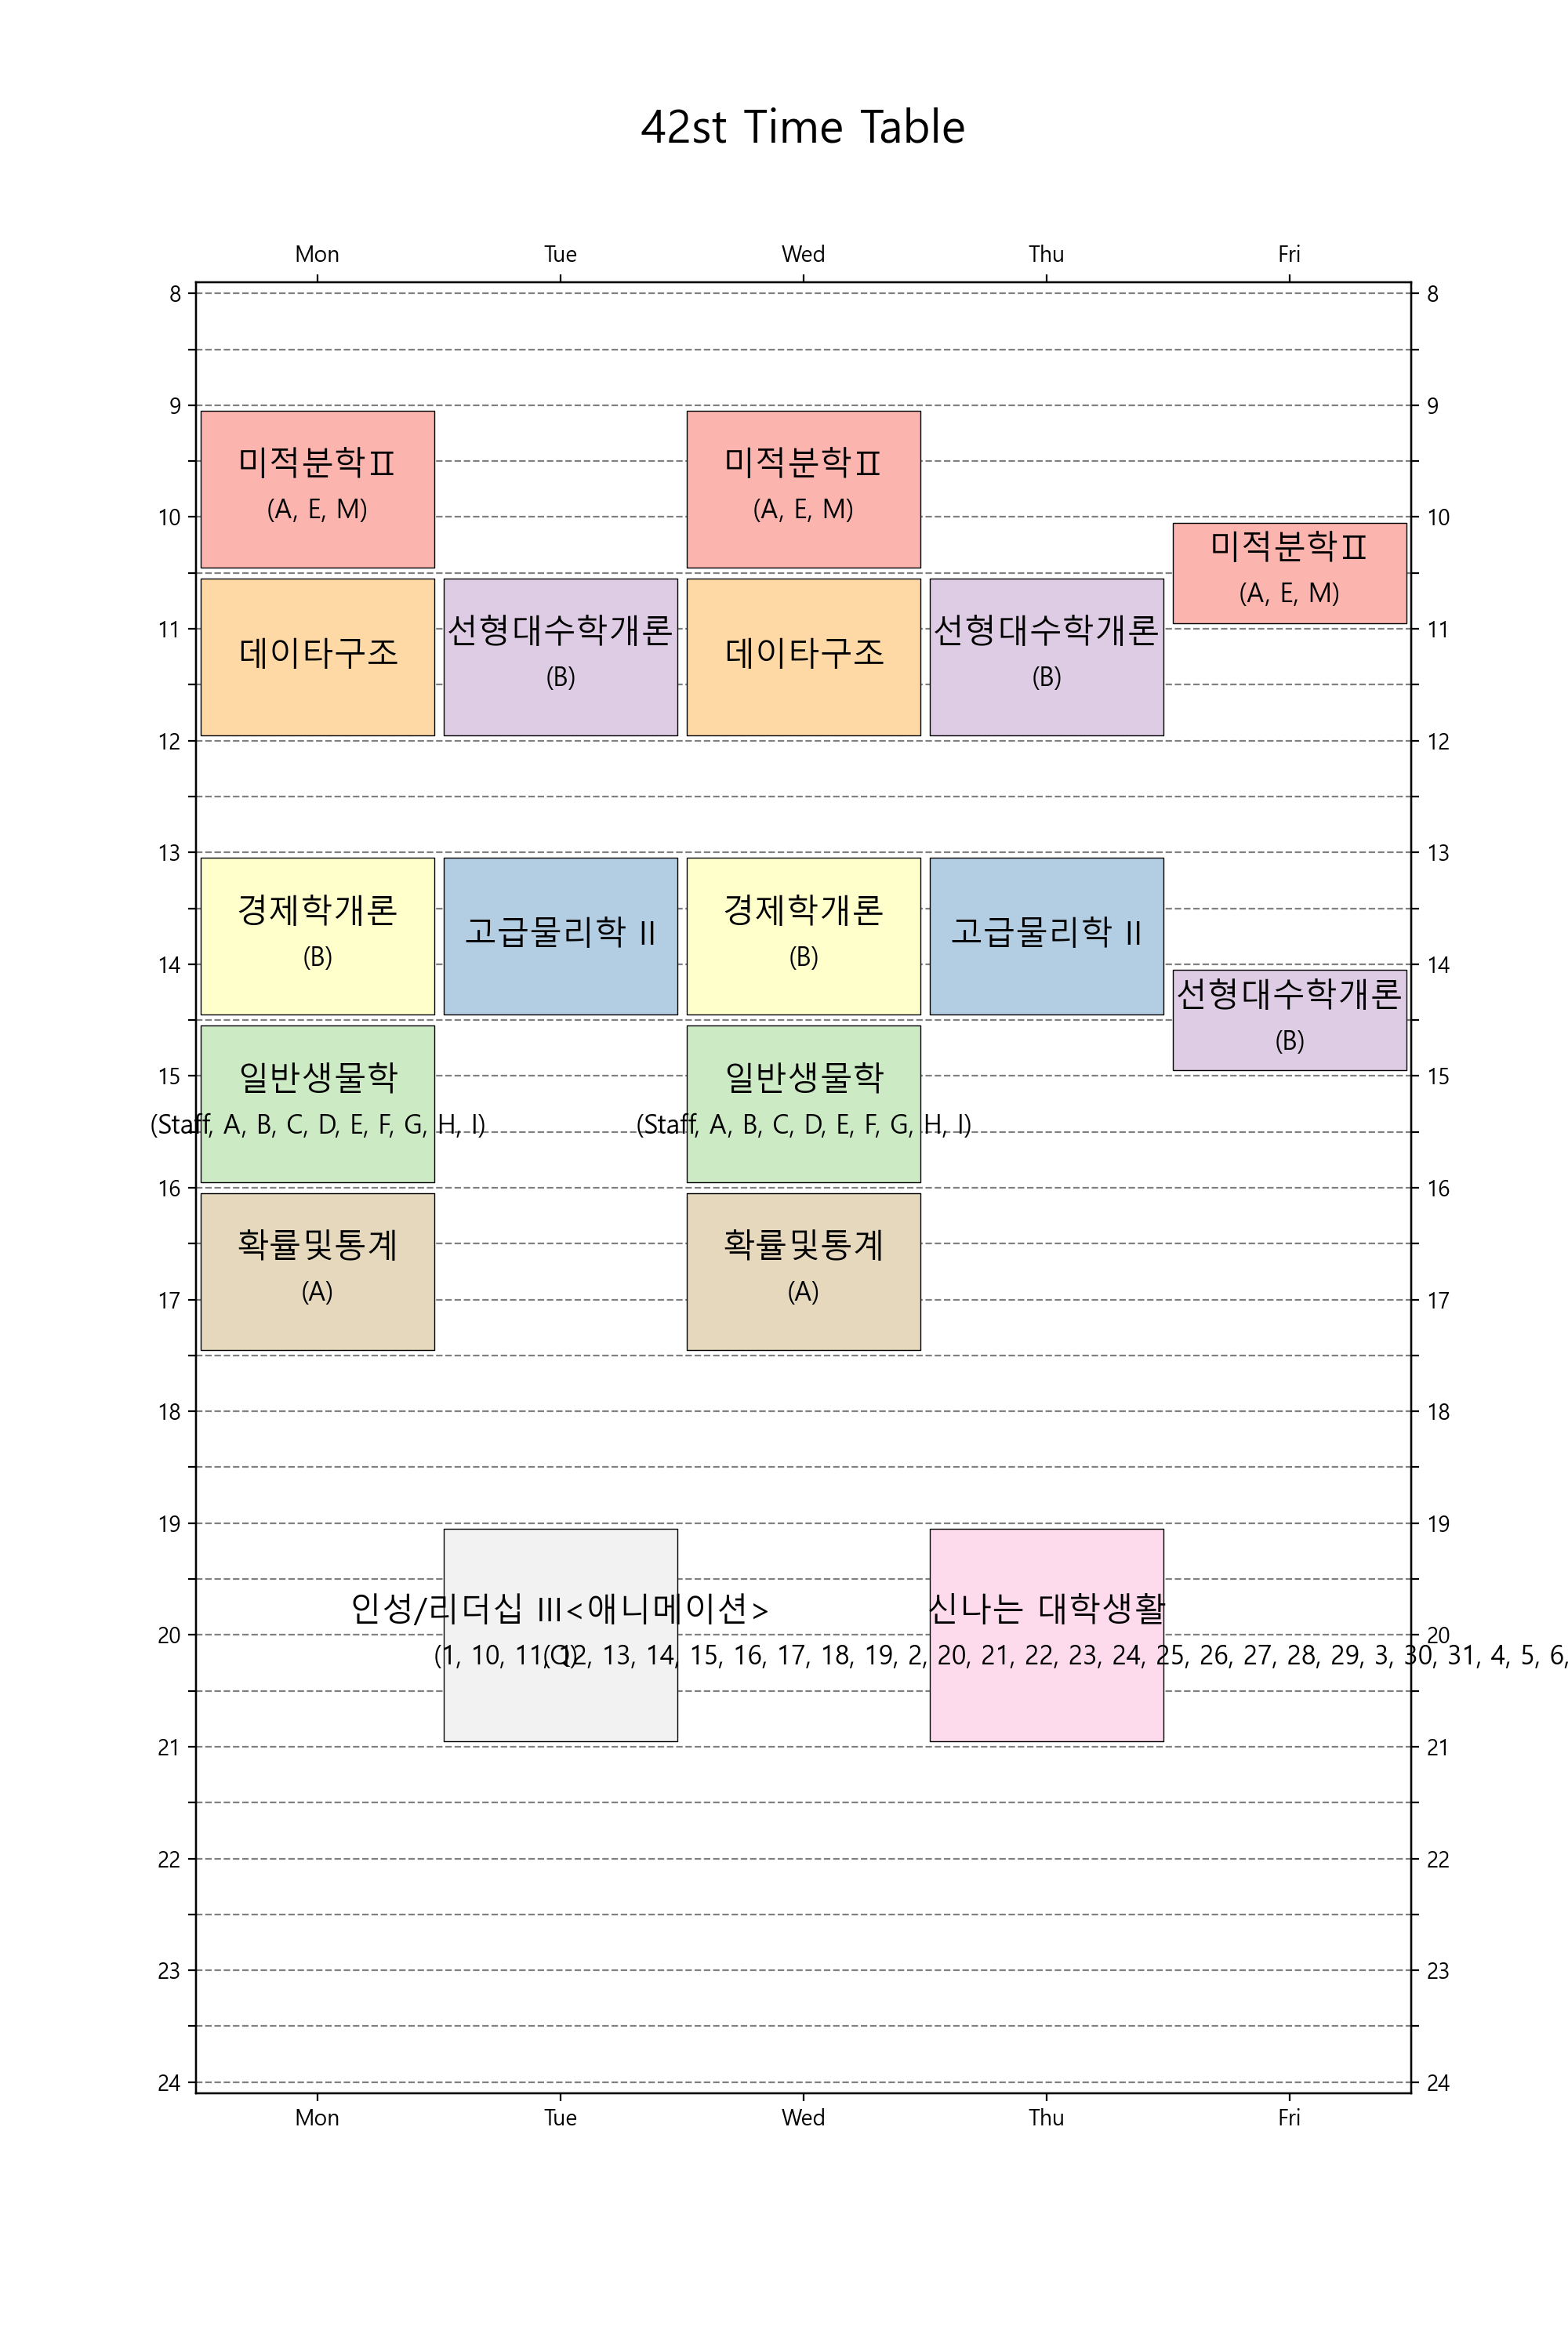 42st Time Table
Mon Tue Wed Thu Fri
8 8
9 9
미적분학Ⅱ 미적분학Ⅱ
(A, E, M) (A, E, M)
10 10
미적분학Ⅱ
(A, E, M)
선형대수학개론 선형대수학개론
11 11
데이타구조 데이타구조
(B) (B)
12 12
13 13
경제학개론 경제학개론
고급물리학 II 고급물리학 II
(B) (B)
14 14
선형대수학개론
(B)
15 15
일반생물학 일반생물학
(Staff, A, B, C, D, E, F, G, H, I) (Staff, A, B, C, D, E, F, G, H, I)
16 16
확률및통계 확률및통계
(A) (A)
17 17
18 18
19 19
인성/리더십 III<애니메이션> 신나는 대학생활
20 20
(O)
(1, 10, 11, 12, 13, 14, 15, 16, 17, 18, 19, 2, 20, 21, 22, 23, 24, 25, 26, 27, 28, 29, 3, 30, 31, 4, 5, 6,
21 21
22 22
23 23
24 24
Mon Tue Wed Thu Fri